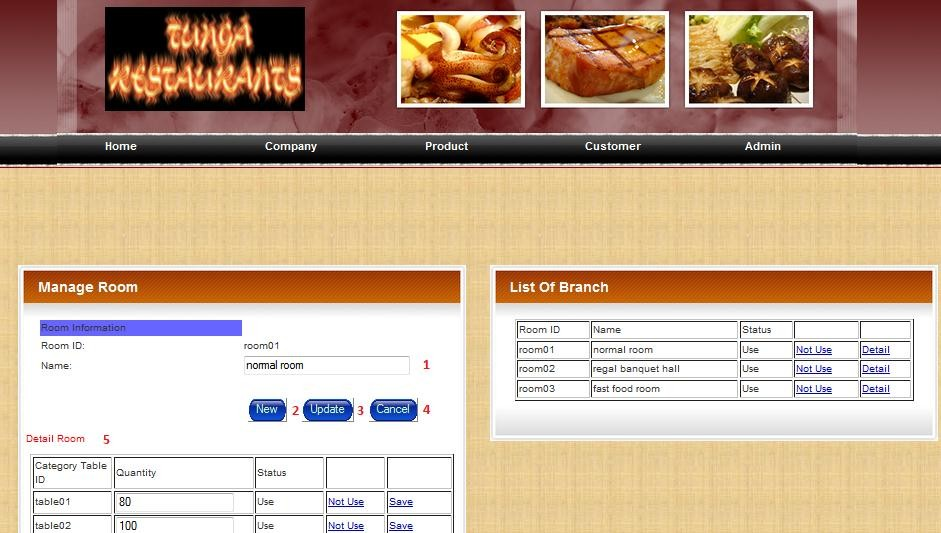 TUNGA
RESTAURANTS
Home Company Product Customer Admin
Manage Room
Room Information
Room ID: room01
Name: normal room 1
New 2 Update 3 Cancel 4
Detail Room 5
Category Table ID Quantity Status
table01 80 Use Not Use Save
table02 100 Use Not Use Save
List Of Branch
Room ID Name Status
room01 normal room Use Not Use Detail
room02 regal banquet hall Use Not Use Detail
room03 fast food room Use Not Use Detail